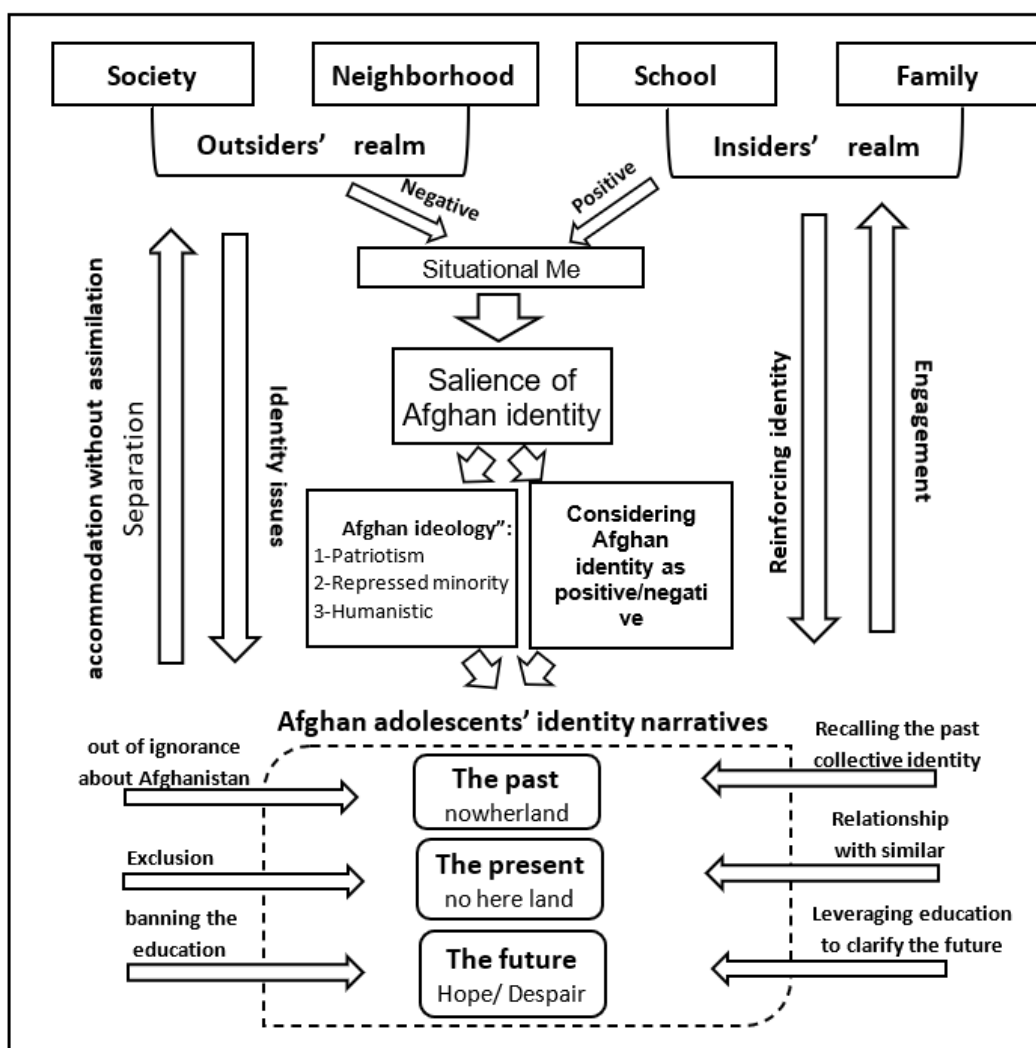 Society
Neighborhood
School
Family
Outsiders’ realm
Insiders’ realm
Negative
Positive
Situational Me
Salience of
Afghan identity
accommodation without assimilation
Separation
Identity issues
Reinforcing identity
Engagement
Afghan ideology”:
1-Patriotism
2-Repressed minority
3-Humanistic
Considering
Afghan
identity as
positive/negati
ve
Afghan adolescents’ identity narratives
out of ignorance
about Afghanistan
The past
nowherland
Recalling the past
collective identity
Exclusion
The present
no here land
Relationship
with similar
banning the
education
The future
Hope/ Despair
Leveraging education
to clarify the future